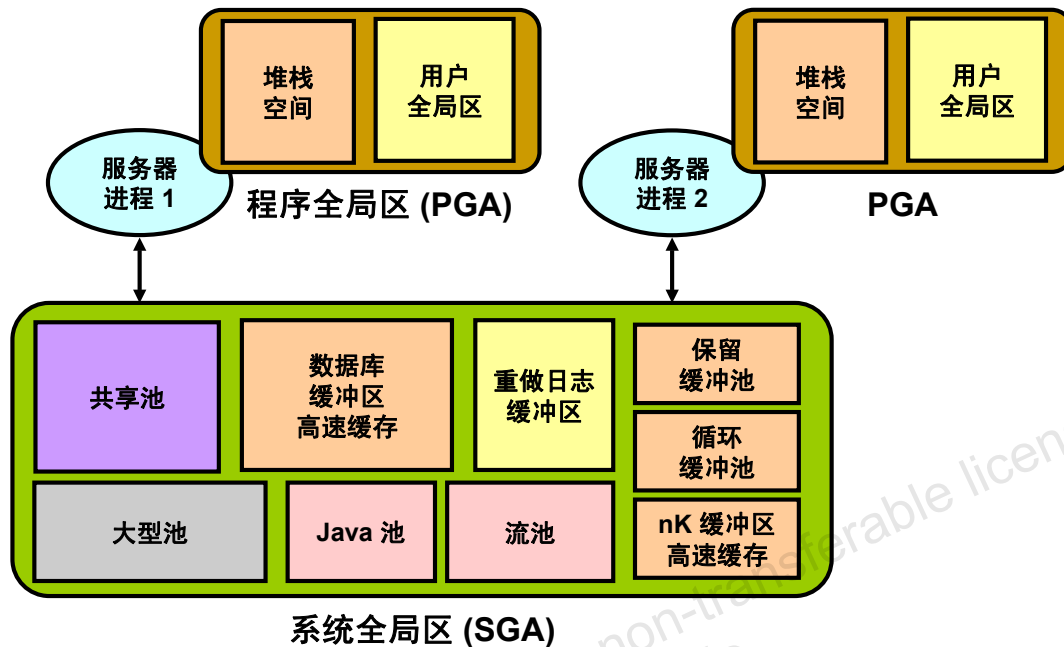 堆栈
空间
用户
全局区
堆栈
空间
用户
全局区
服务器
进程 1
程序全局区 (PGA)
服务器
进程 2
PGA
共享池
数据库
缓冲区
高速缓存
重做日志
缓冲区
保留
缓冲池
循环
缓冲池
大型池
Java 池
流池
nK 缓冲区
高速缓存
系统全局区 (SGA)
non-transferable licen